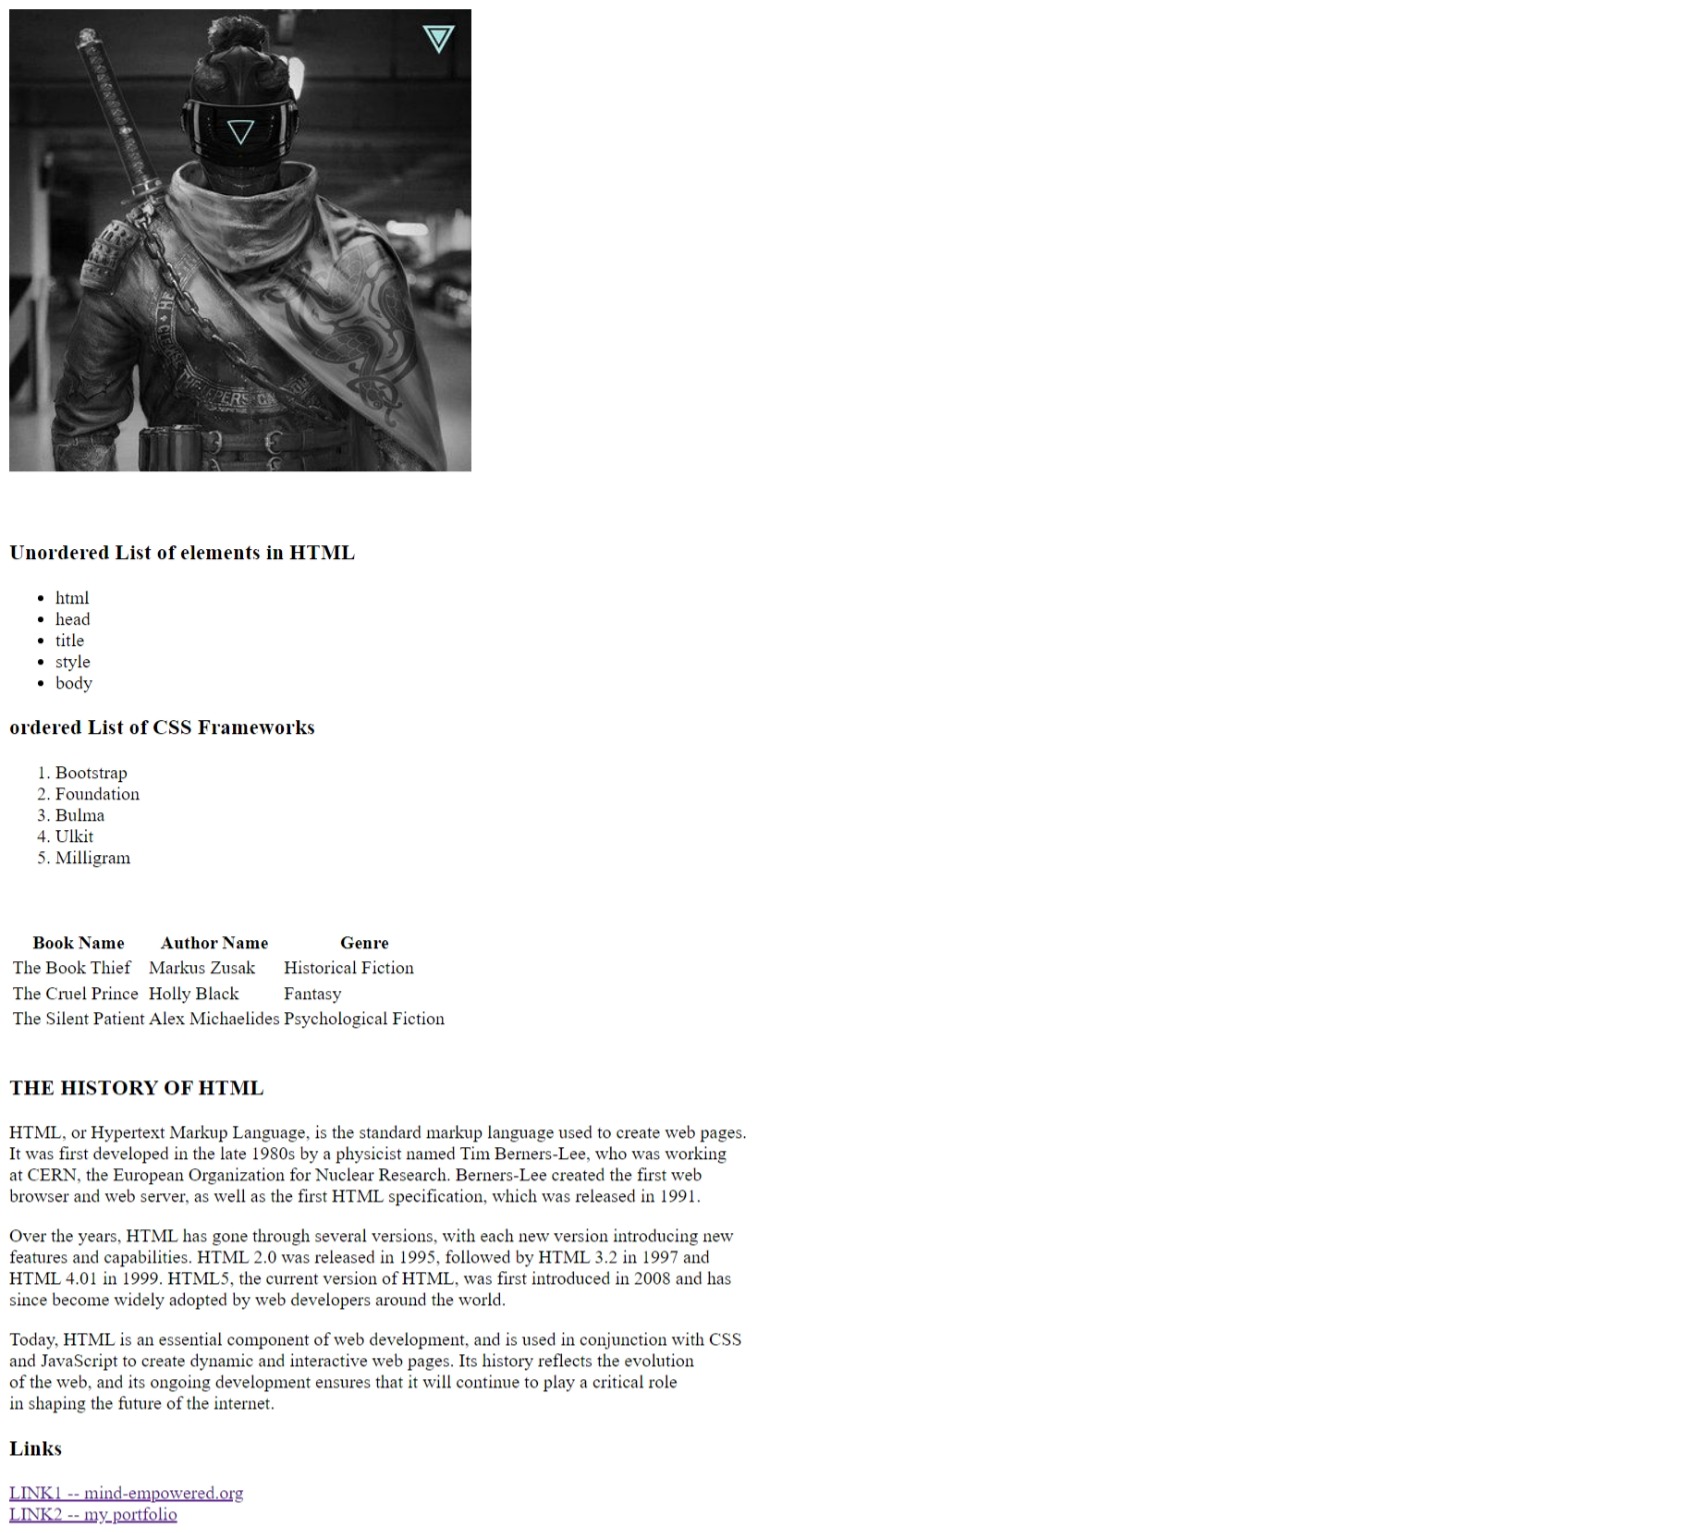 Unordered List of elements in HTML
html
head
title
style
body
ordered List of CSS Frameworks
1. Bootstrap
2. Foundation
3. Bulma
4. Ulkit
5. Milligram
Book Name Author Name Genre
The Book Thief Markus Zusak Historical Fiction
The Cruel Prince Holly Black Fantasy
The Silent Patient Alex Michaelides Psychological Fiction
THE HISTORY OF HTML
HTML, or Hypertext Markup Language, is the standard markup language used to create web pages.
It was first developed in the late 1980s by a physicist named Tim Berners-Lee, who was working
at CERN, the European Organization for Nuclear Research. Berners-Lee created the first web
browser and web server, as well as the first HTML specification, which was released in 1991.
Over the years, HTML has gone through several versions, with each new version introducing new
features and capabilities. HTML 2.0 was released in 1995, followed by HTML 3.2 in 1997 and
HTML 4.01 in 1999. HTML5, the current version of HTML, was first introduced in 2008 and has
since become widely adopted by web developers around the world.
Today, HTML is an essential component of web development, and is used in conjunction with CSS
and JavaScript to create dynamic and interactive web pages. Its history reflects the evolution
of the web, and its ongoing development ensures that it will continue to play a critical role
in shaping the future of the internet.
Links
LINK1 -- mind-empowered.org
LINK2 -- my portfolio